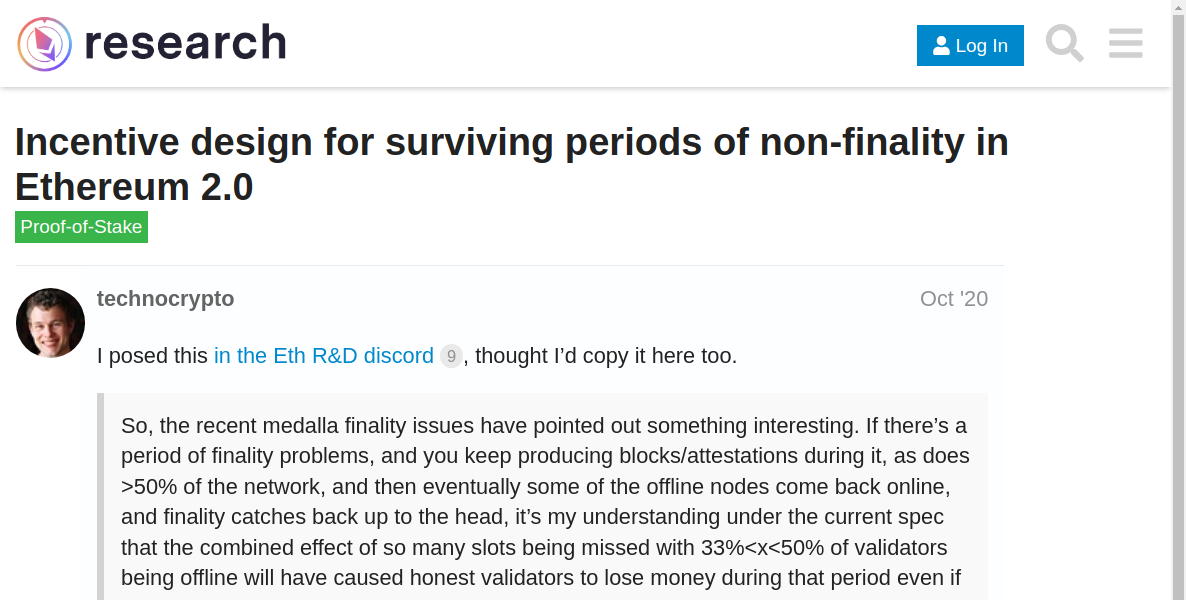 research
Log In
Incentive design for surviving periods of non-finality in
Ethereum 2.0
Proof-of-Stake
technocrypto
Oct '20
I posed this in the Eth R&D discord 9, thought I’d copy it here too.
So, the recent medalla finality issues have pointed out something interesting. If there’s a
period of finality problems, and you keep producing blocks/attestations during it, as does
>50% of the network, and then eventually some of the offline nodes come back online,
and finality catches back up to the head, it’s my understanding under the current spec
that the combined effect of so many slots being missed with 33%<x<50% of validators
being offline will have caused honest validators to lose money during that period even if